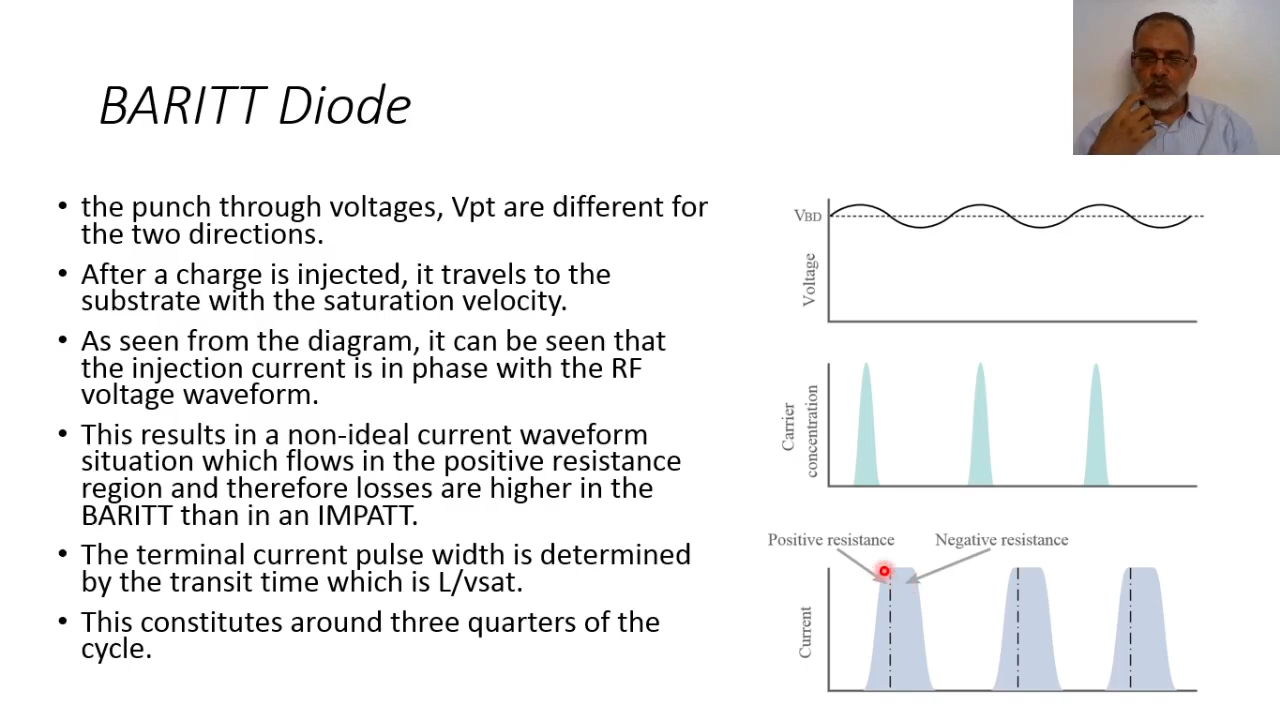 BARITT Diode
• the punch through voltages, Vpt are different for
the two directions.
• After a charge is injected, it travels to the
substrate with the saturation velocity.
• As seen from the diagram, it can be seen that
the injection current is in phase with the RF
voltage waveform.
• This results in a non-ideal current waveform
situation which flows in the positive resistance
region and therefore losses are higher in the
BARITT than in an IMPATT.
• The terminal current pulse width is determined
by the transit time which is L/vsat.
• This constitutes around three quarters of the
cycle.
VBD
Voltage
Carrier
concentration
Positive resistance
Negative resistance
Current